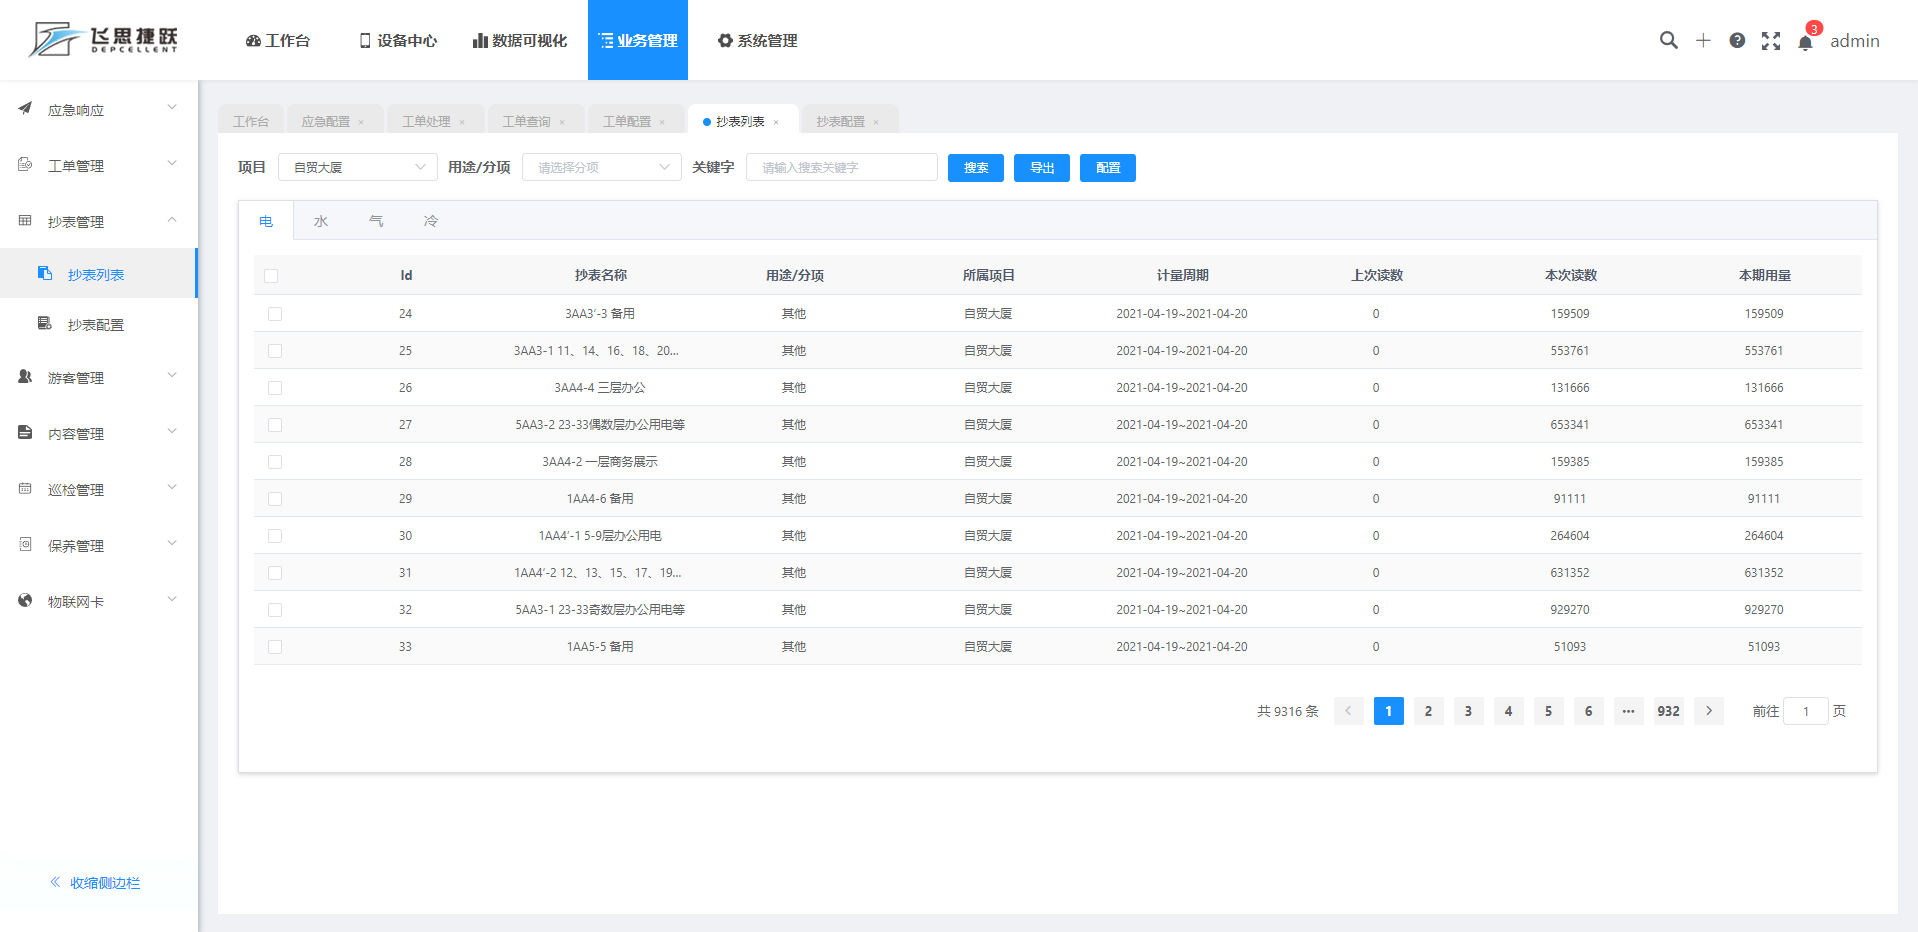 飞思捷跃
DEPCELLENT
工作台 设备中心 数据可视化 业务管理 系统管理 3 admin
应急响应
工单管理
抄表管理
抄表列表
抄表配置
游客管理
内容管理
巡检管理
保养管理
物联网卡
收缩侧边栏
工作台 应急配置 × 工单处理 × 工单查询 × 工单配置 × 抄表列表 × 抄表配置 ×
项目 自贸大厦 用途/分项 请选择分项 关键字 请输入搜索关键字 搜索 导出 配置
电 水 气 冷
Id 抄表名称 用途/分项 所属项目 计量周期 上次读数 本次读数 本期用量
24 3AA3'-3 备用 其他 自贸大厦 2021-04-19~2021-04-20 0 159509 159509
25 3AA3-1 11、14、16、18、20... 其他 自贸大厦 2021-04-19~2021-04-20 0 553761 553761
26 3AA4-4 三层办公 其他 自贸大厦 2021-04-19~2021-04-20 0 131666 131666
27 5AA3-2 23-33偶数层办公用电等 其他 自贸大厦 2021-04-19~2021-04-20 0 653341 653341
28 3AA4-2 一层商务展示 其他 自贸大厦 2021-04-19~2021-04-20 0 159385 159385
29 1AA4-6 备用 其他 自贸大厦 2021-04-19~2021-04-20 0 91111 91111
30 1AA4'-1 5-9层办公用电 其他 自贸大厦 2021-04-19~2021-04-20 0 264604 264604
31 1AA4'-2 12、13、15、17、19... 其他 自贸大厦 2021-04-19~2021-04-20 0 631352 631352
32 5AA3-1 23-33奇数层办公用电等 其他 自贸大厦 2021-04-19~2021-04-20 0 929270 929270
33 1AA5-5 备用 其他 自贸大厦 2021-04-19~2021-04-20 0 51093 51093
共 9316 条 1 2 3 4 5 6 ··· 932 前往 1 页